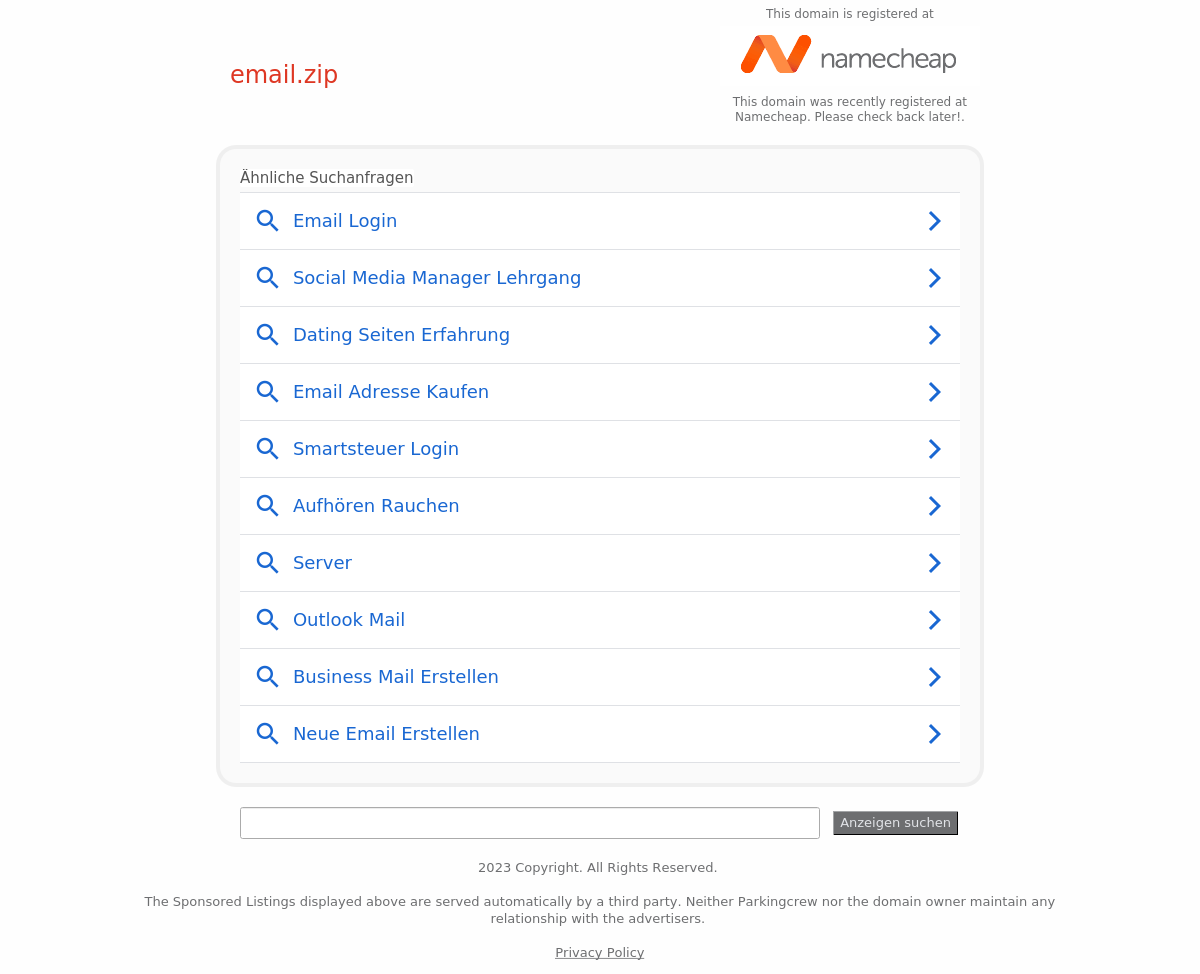 This domain is registered at
namecheap
email.zip
This domain was recently registered at
Namecheap. Please check back later!.
Ähnliche Suchanfragen
Email Login
Social Media Manager Lehrgang
Dating Seiten Erfahrung
Email Adresse Kaufen
Smartsteuer Login
Aufhören Rauchen
Server
Outlook Mail
Business Mail Erstellen
Neue Email Erstellen
Anzeigen suchen
2023 Copyright. All Rights Reserved.
The Sponsored Listings displayed above are served automatically by a third party. Neither Parkingcrew nor the domain owner maintain any
relationship with the advertisers.
Privacy Policy